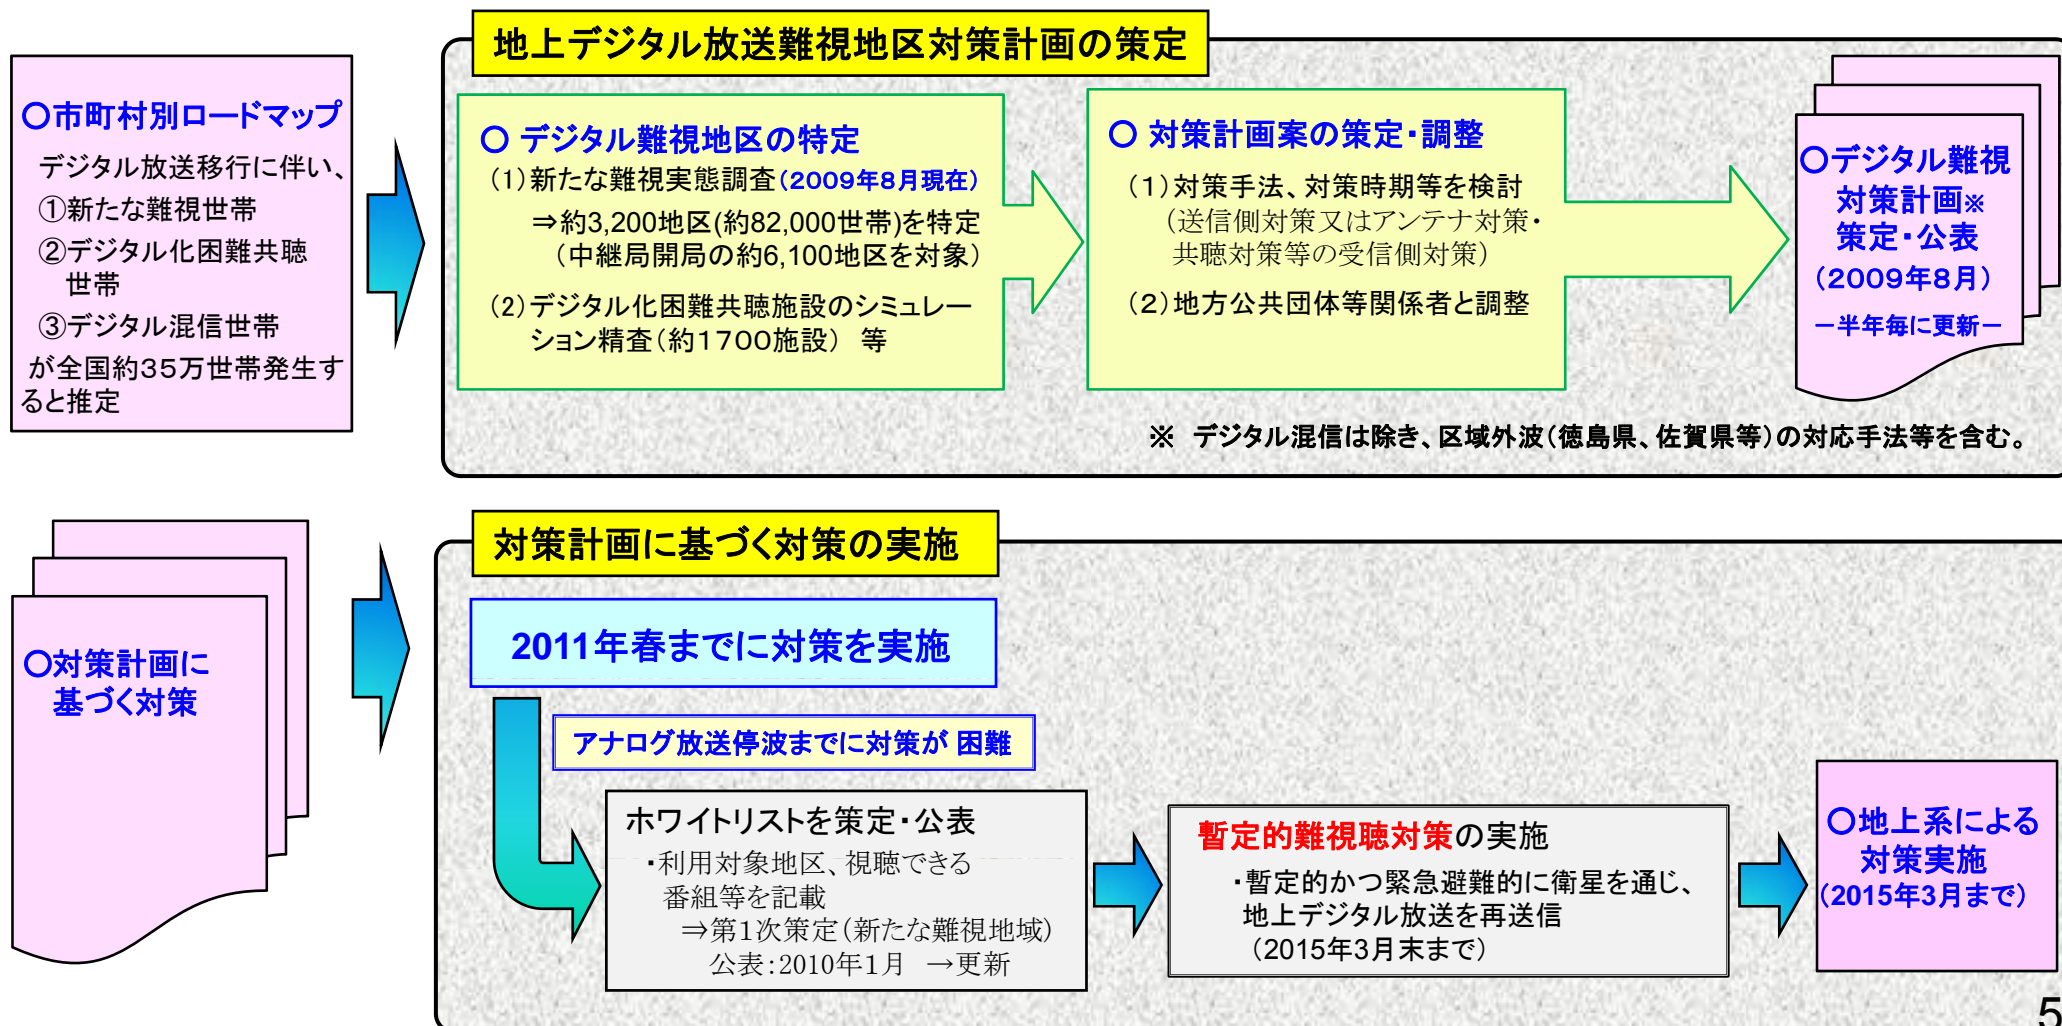 地上デジタル放送難視地区対策計画の策定
○市町村別ロードマップ
デジタル放送移行に伴い、
①新たな難視世帯
②デジタル化困難共聴
世帯
③デジタル混信世帯
が全国約35万世帯発生す
ると推定
○ デジタル難視地区の特定
(1)新たな難視実態調査(2009年8月現在)
⇒約3,200地区(約82,000世帯)を特定
(中継局開局の約6,100地区を対象)
(2)デジタル化困難共聴施設のシミュレー
ション精査(約1700施設) 等
○ 対策計画案の策定・調整
(1)対策手法、対策時期等を検討
(送信側対策又はアンテナ対策・
共聴対策等の受信側対策)
(2)地方公共団体等関係者と調整
○デジタル難視
対策計画※
策定・公表
(2009年8月)
-半年毎に更新-
※ デジタル混信は除き、区域外波(徳島県、佐賀県等)の対応手法等を含む。
対策計画に基づく対策の実施
○対策計画に
基づく対策
2011年春までに対策を実施
アナログ放送停波までに対策が 困難
ホワイトリストを策定・公表
・利用対象地区、視聴できる
番組等を記載
⇒第1次策定(新たな難視地域)
公表:2010年1月 →更新
暫定的難視聴対策の実施
・暫定的かつ緊急避難的に衛星を通じ、
地上デジタル放送を再送信
(2015年3月末まで)
○地上系による
対策実施
(2015年3月まで)
5